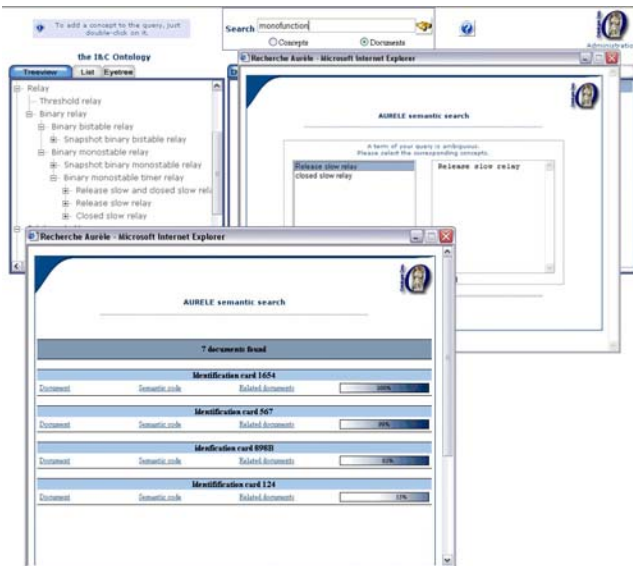 To add a concept to the query, just
double-click on it.
Search monofunction
Concepts
Documents
Administratio
the I&C Ontology
Treeview List Eyetree
D
Relay
Threshold relay
Binary relay
Binary bistable relay
Snapshot binary bistable relay
Binary monostable relay
Snapshot binary monostable relay
Binary monostable timer relay
Release slow and closed slow rela
Release slow relay
Closed slow relay
Recherche Aurèle - Microsoft Internet Explorer
AURELE semantic search
A term of your query is ambiguous.
Please select the corresponding concepts.
Release slow relay
closed slow relay
Release slow relay
Recherche Aurèle - Microsoft Internet Explorer
AURELE semantic search
7 documents found
Identification card 1654
Document Semantic code Related documents 100%
Identification card 567
Document Semantic code Related documents
idenfication card 898B
Document Semantic code Related documents
Identifification card 124
Document Semantic code Related documents